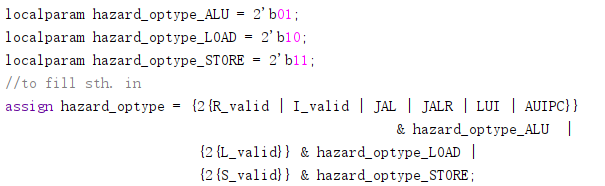 localparam hazard_optype_ALU = 2'b01;
localparam hazard_optype_LOAD = 2'b10;
localparam hazard_optype_STORE = 2'b11;
//to fill sth. in
assign hazard_optype = {2{R_valid | I_valid | JAL | JALR | LUI | AUIPC}}
& hazard_optype_ALU |
{2{L_valid}} & hazard_optype_LOAD |
{2{S_valid}} & hazard_optype_STORE;